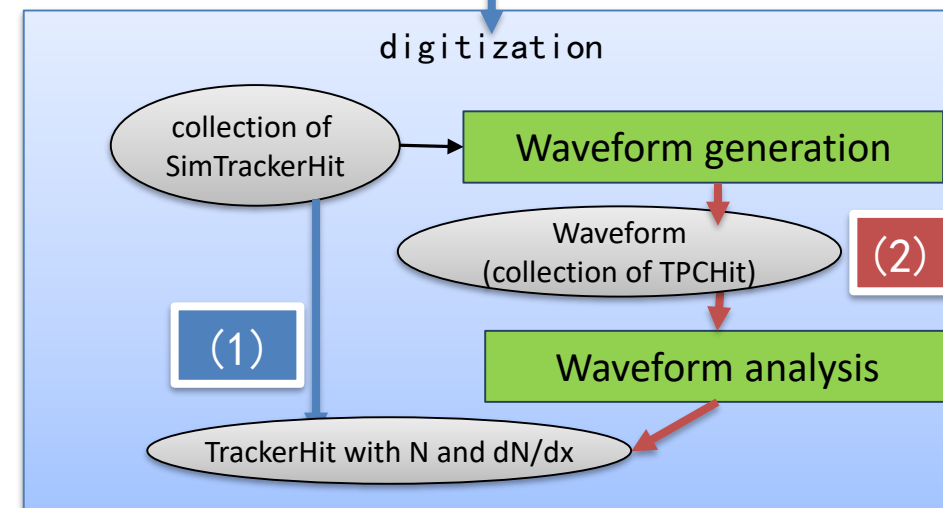 digitization
collection of
SimTrackerHit
Waveform generation
Waveform
(collection of TPCHit)
(2)
(1)
Waveform analysis
TrackerHit with N and dN/dx